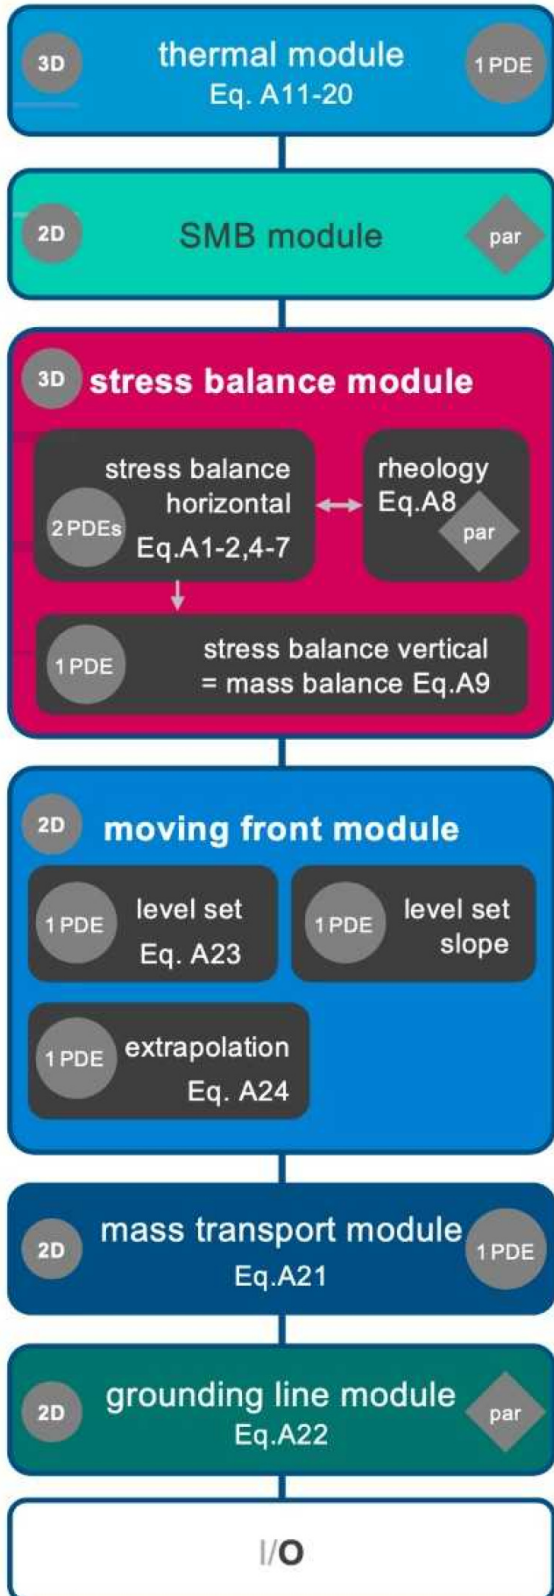 3D
thermal module
Eq. A11-20
1 PDE
2D
SMB module
par
3D
stress balance module
stress balance
horizontal
2 PDEs
Eq.A1-2,4-7
rheology
Eq.A8
par
1 PDE
stress balance vertical
= mass balance Eq.A9
2D
moving front module
1 PDE
level set
Eq. A23
1 PDE
level set
slope
1 PDE
extrapolation
Eq. A24
2D
mass transport module
Eq.A21
1 PDE
2D
grounding line module
Eq.A22
par
I/O